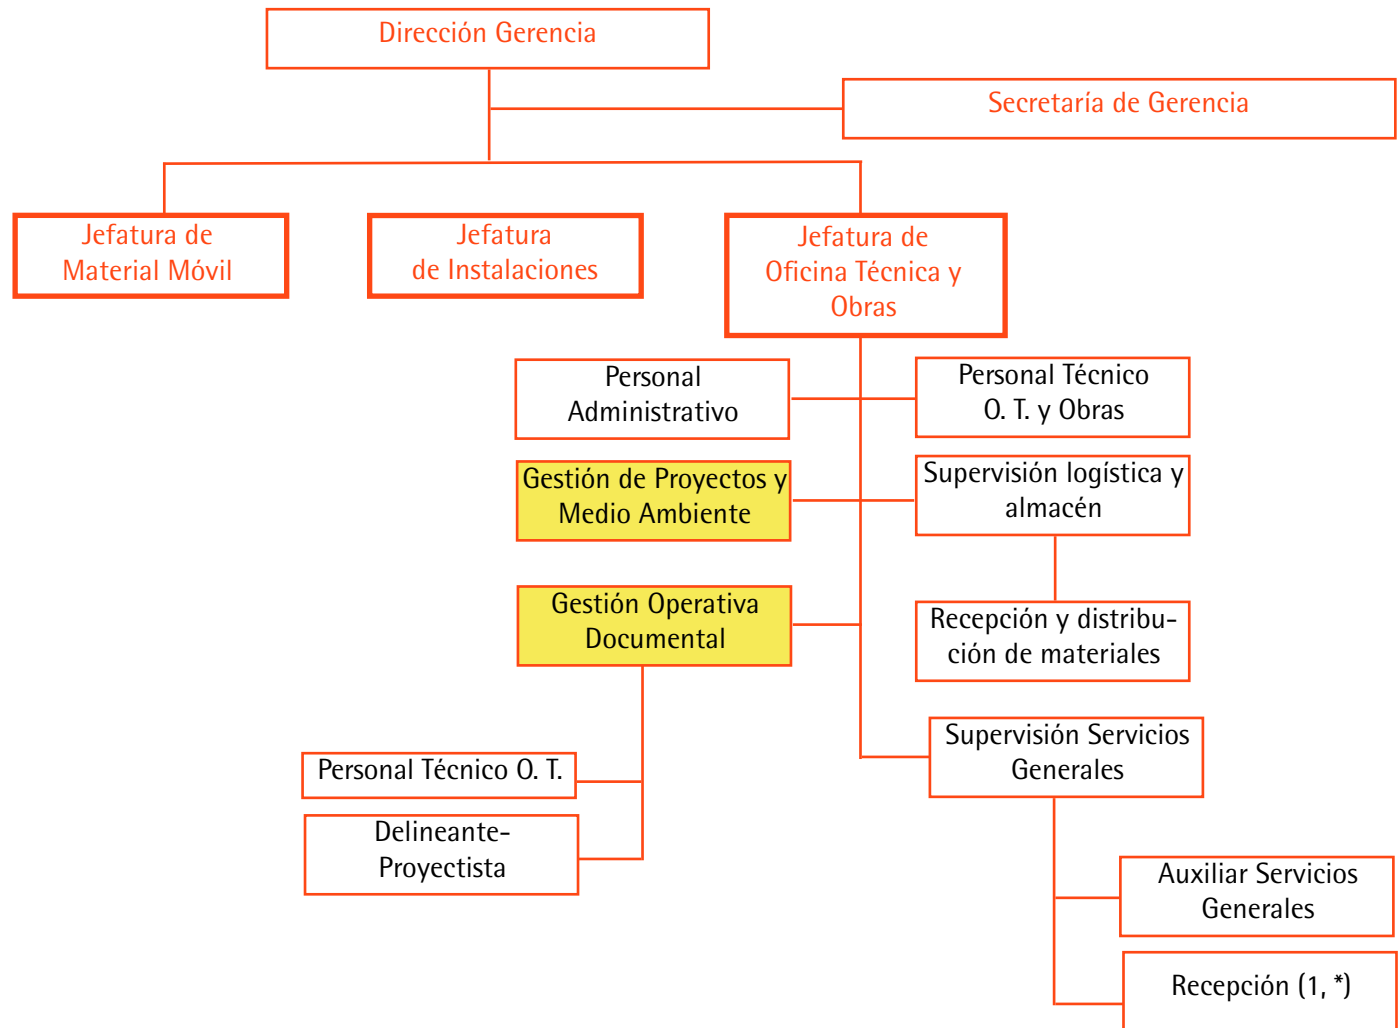 Dirección Gerencia
Secretaría de Gerencia
Jefatura de
Material Móvil
Jefatura
de Instalaciones
Jefatura de
Oficina Técnica y
Obras
Personal
Administrativo
Personal Técnico
O. T. y Obras
Gestión de Proyectos y
Medio Ambiente
Supervisión logística y
almacén
Gestión Operativa
Documental
Recepción y distribu-
ción de materiales
Supervisión Servicios
Generales
Personal Técnico O. T.
Delineante-
Proyectista
Auxiliar Servicios
Generales
Recepción (1, *)